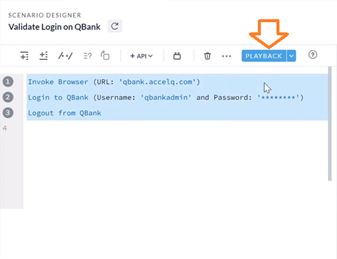 SCENARIO DESIGNER
Validate Login on QBank
+ API
PLAYBACK
1 Invoke Browser (URL: 'qbank.accelq.com')
2 Login to QBank (Username: 'qbankadmin' and Password: '********')
3 Logout from QBank
4